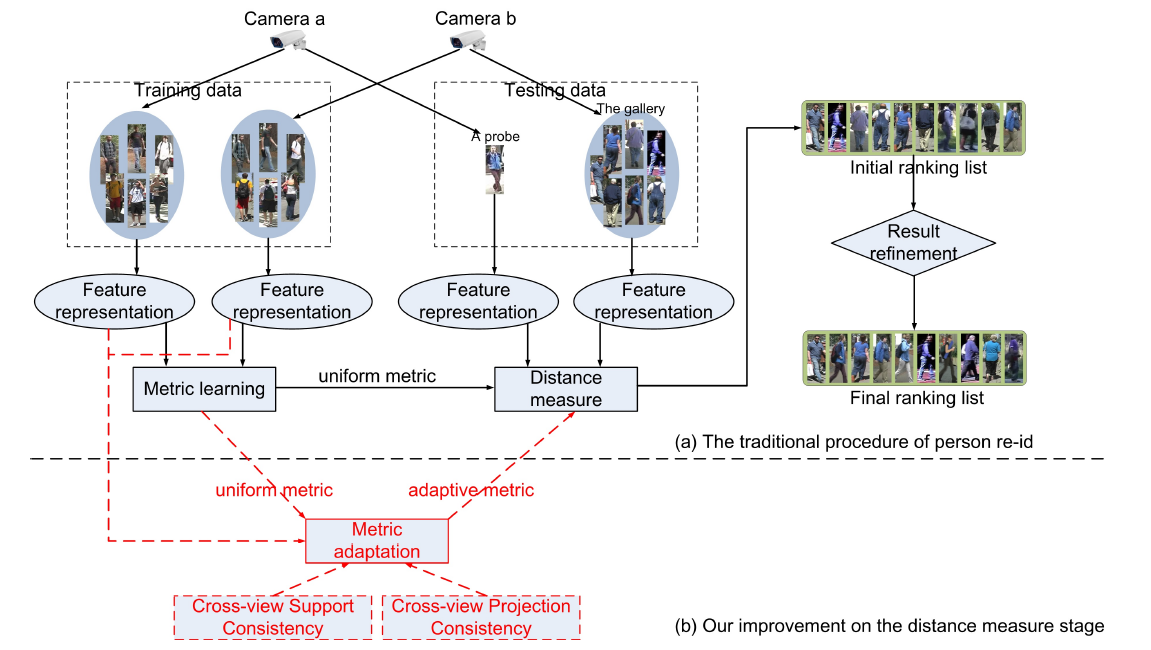 Camera a
Camera b
Training data
Testing data
The gallery
A probe
Initial ranking list
Result
refinement
Feature
representation
Feature
representation
Feature
representation
Feature
representation
Metric learning
uniform metric
Distance
measure
Final ranking list
(a) The traditional procedure of person re-id
uniform metric
adaptive metric
Metric
adaptation
Cross-view Support
Consistency
Cross-view Projection
Consistency
(b) Our improvement on the distance measure stage